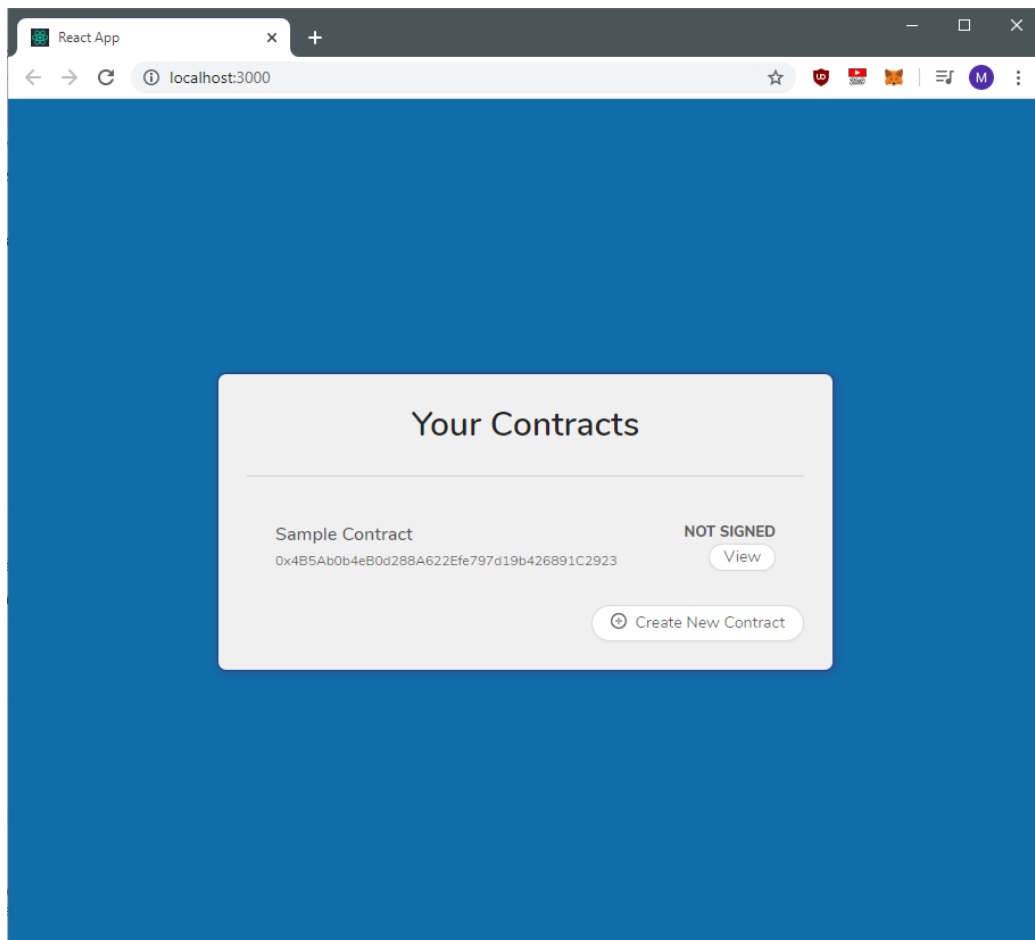 React App
localhost:3000
M
Your Contracts
Sample Contract
NOT SIGNED
0x4B5Ab0b4eB0d288A622Efe797d19b426891C2923
View
Create New Contract